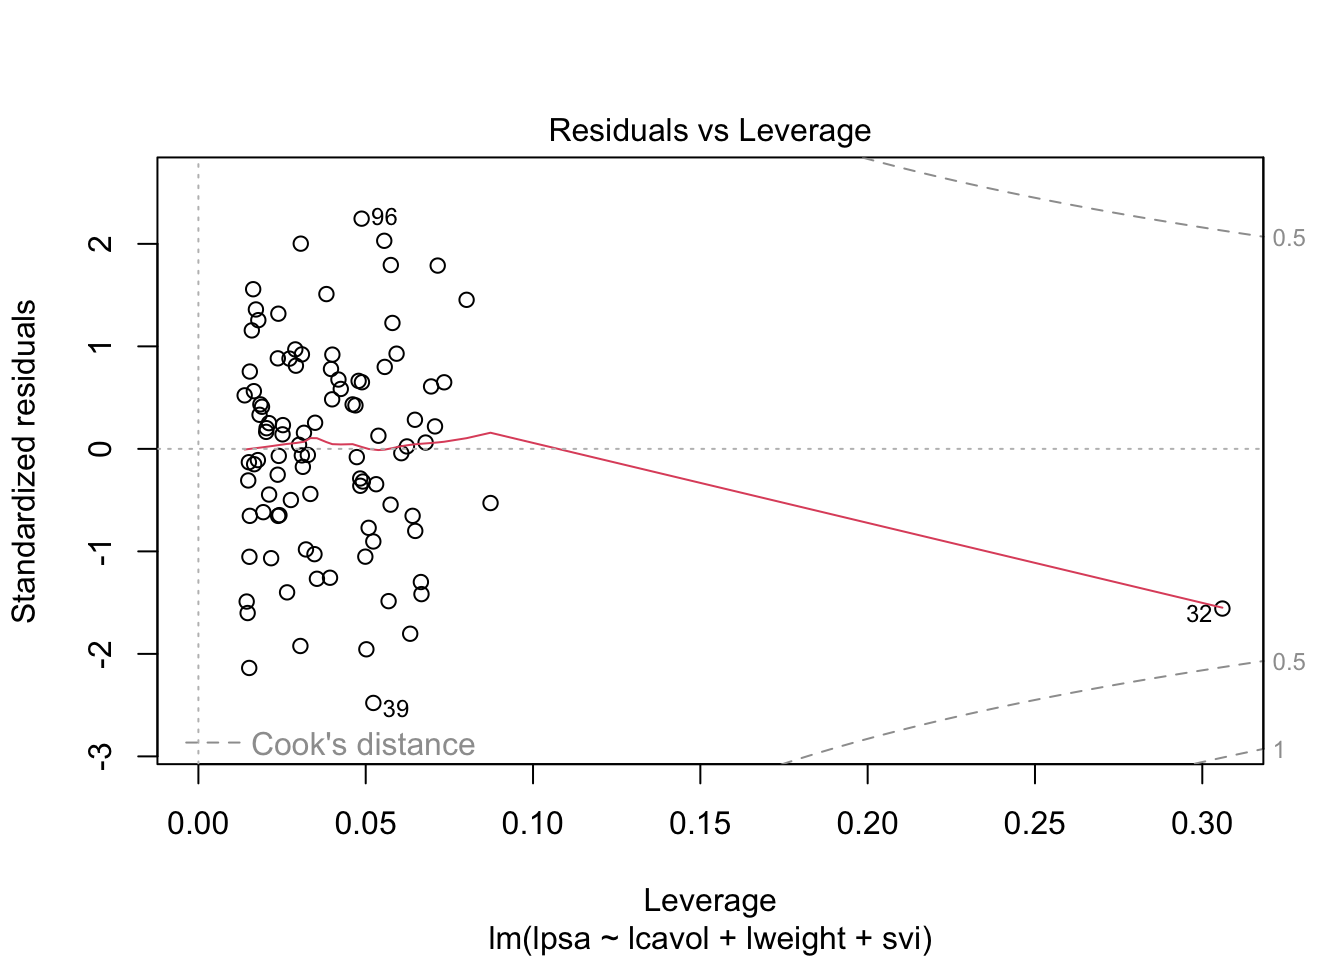 Residuals vs Leverage
Standardized residuals
2
1
0
-1
-2
-3
96
39
32
0.5
0.5
1
Cook's distance
0.00 0.05 0.10 0.15 0.20 0.25 0.30
Leverage
lm(lpsa ~ lcavol + lweight + svi)